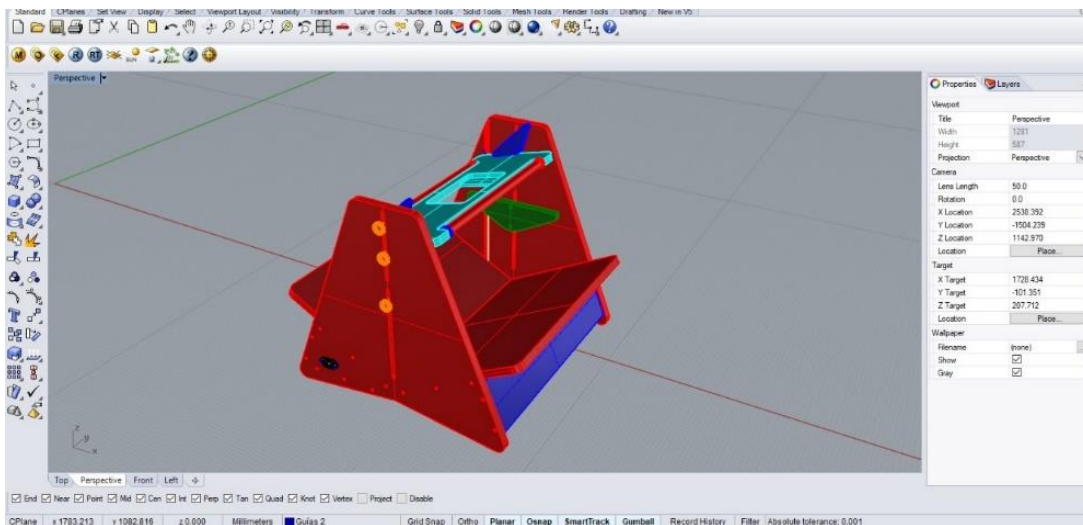 Standard CPlanes Set View Display Select Viewport Layout Visibility Transform Curve Tools Surface Tools Solid Tools Mesh Tools Render Tools Drafting New in V5
Perspective
Properties Layers
Viewport
Title Perspective
Width 1281
Height 587
Projection Perspective
Camera
Lens Length 50.0
Rotation 0.0
X Location 2538.392
Y Location -1504.239
Z Location 1142.970
Location Place...
Target
X Target 1728.434
Y Target -101.351
Z Target 207.712
Location Place...
Wallpaper
Filename (none)
Show
Gray
z
y
x
Top Perspective Front Left
End Near Point Mid Cen Int Perp Tan Quad Knot Vertex Project Disable
CPlane x 1783.213 y 1082.816 z 0.000 Millimeters Guías 2 Grid Snap Ortho Planar Osnap SmartTrack Gumball Record History Filter Absolute tolerance: 0.001